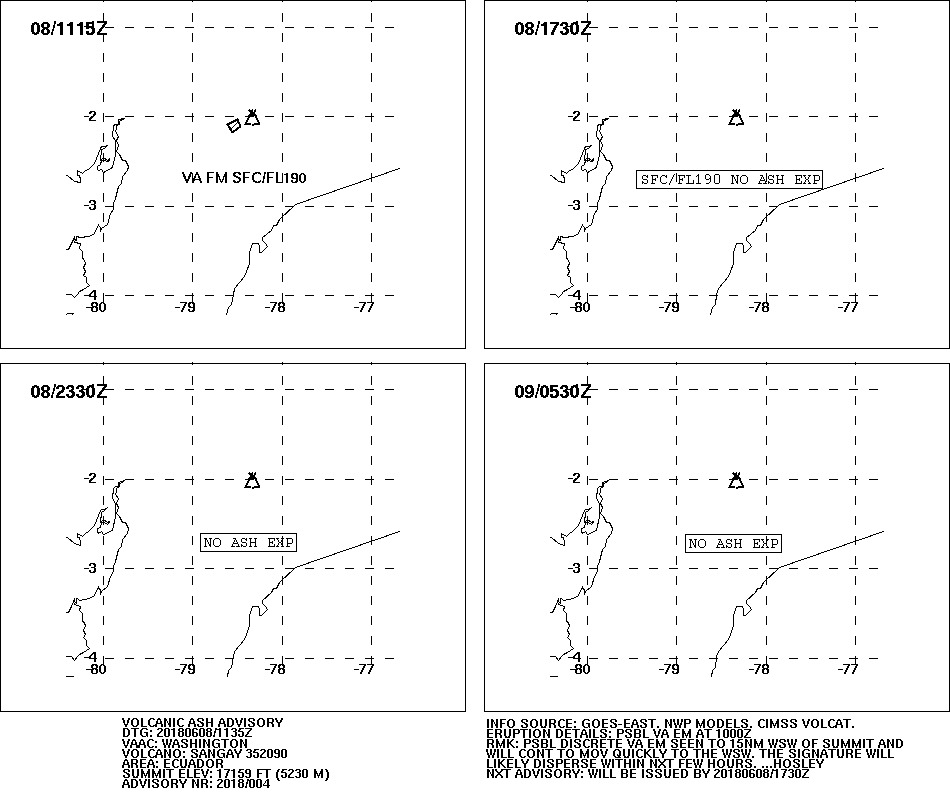 08/1115Z
-2
VA FM SFC/FL190
-3
-4
-80 -79 -78 -77
08/1730Z
-2
SFC/FL190 NO ASH EXP
-3
-4
-80 -79 -78 -77
08/2330Z
-2
NO ASH EXP
-3
-4
-80 -79 -78 -77
09/0530Z
-2
NO ASH EXP
-3
-4
-80 -79 -78 -77
VOLCANIC ASH ADVISORY
DTG: 20180608/1135Z
VAAC: WASHINGTON
VOLCANO: SANGAY 352090
AREA: ECUADOR
SUMMIT ELEV: 17159 FT (5230 M)
ADVISORY NR: 2018/004
INFO SOURCE: GOES-EAST. NWP MODELS. CIMSS VOLCAT.
ERUPTION DETAILS: PSBL VA EM AT 1000Z
RMK: PSBL DISCRETE VA EM SEEN TO 15NM WSW OF SUMMIT AND
WILL CONT TO MOV QUICKLY TO THE WSW. THE SIGNATURE WILL
LIKELY DISPERSE WITHIN NXT FEW HOURS. ...HOSLEY
NXT ADVISORY: WILL BE ISSUED BY 20180608/1730Z